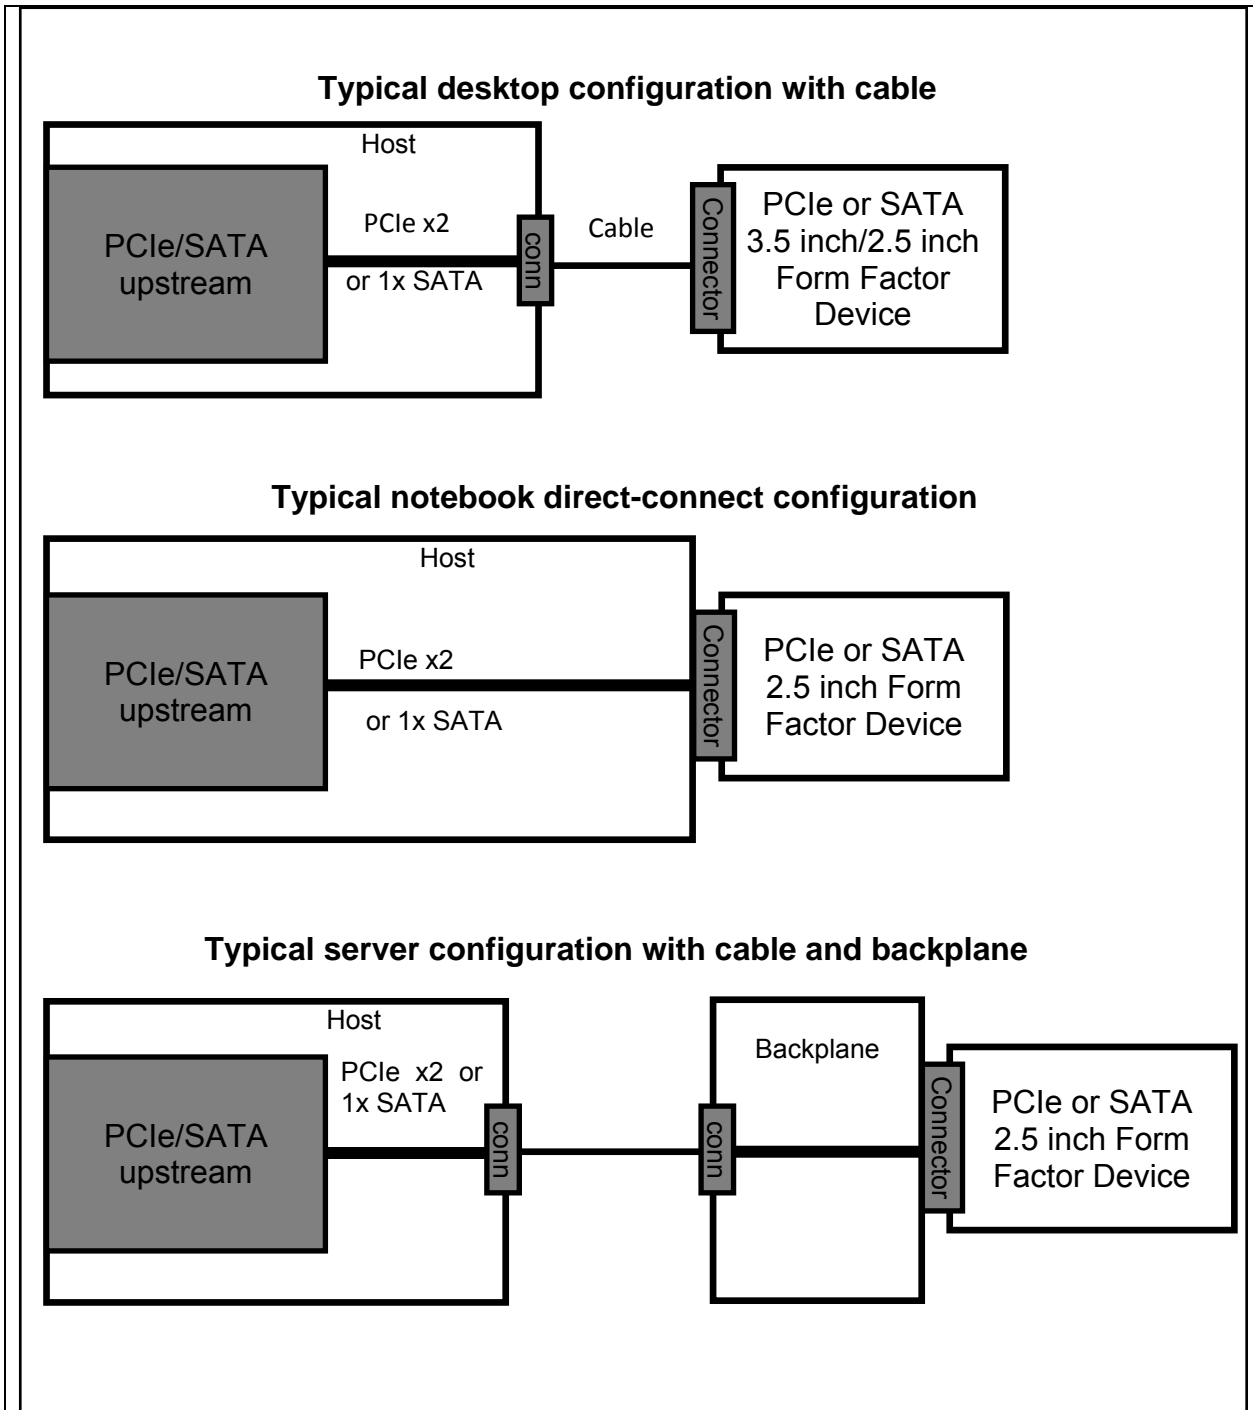 Typical desktop configuration with cable
Host
PCIe/SATA
upstream
PCIe x2
or 1x SATA
conn
Cable
Connector
PCIe or SATA
3.5 inch/2.5 inch
Form Factor
Device
Typical notebook direct-connect configuration
Host
PCIe/SATA
upstream
PCIe x2
or 1x SATA
Connector
PCIe or SATA
2.5 inch Form
Factor Device
Typical server configuration with cable and backplane
Host
PCIe/SATA
upstream
PCIe x2 or
1x SATA
conn
conn
Backplane
Connector
PCIe or SATA
2.5 inch Form
Factor Device